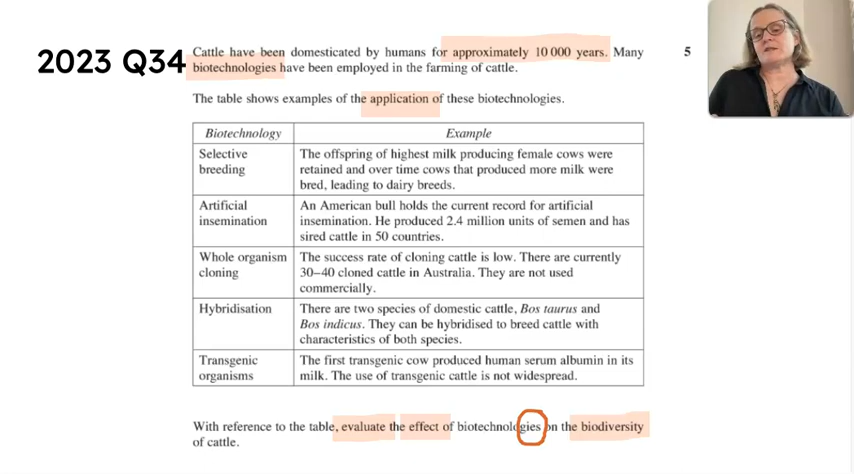 2023 Q34
Cattle have been domesticated by humans for approximately 10 000 years. Many
5
biotechnologies have been employed in the farming of cattle.
The table shows examples of the application of these biotechnologies.
Biotechnology
Example
Selective
breeding
The offspring of highest milk producing female cows were
retained and over time cows that produced more milk were
bred, leading to dairy breeds.
Artificial
insemination
An American bull holds the current record for artificial
insemination. He produced 2.4 million units of semen and has
sired cattle in 50 countries.
Whole organism
cloning
The success rate of cloning cattle is low. There are currently
30–40 cloned cattle in Australia. They are not used
commercially.
Hybridisation
There are two species of domestic cattle, Bos taurus and
Bos indicus. They can be hybridised to breed cattle with
characteristics of both species.
Transgenic
organisms
The first transgenic cow produced human serum albumin in its
milk. The use of transgenic cattle is not widespread.
With reference to the table, evaluate the effect of biotechnologies on the biodiversity
of cattle.